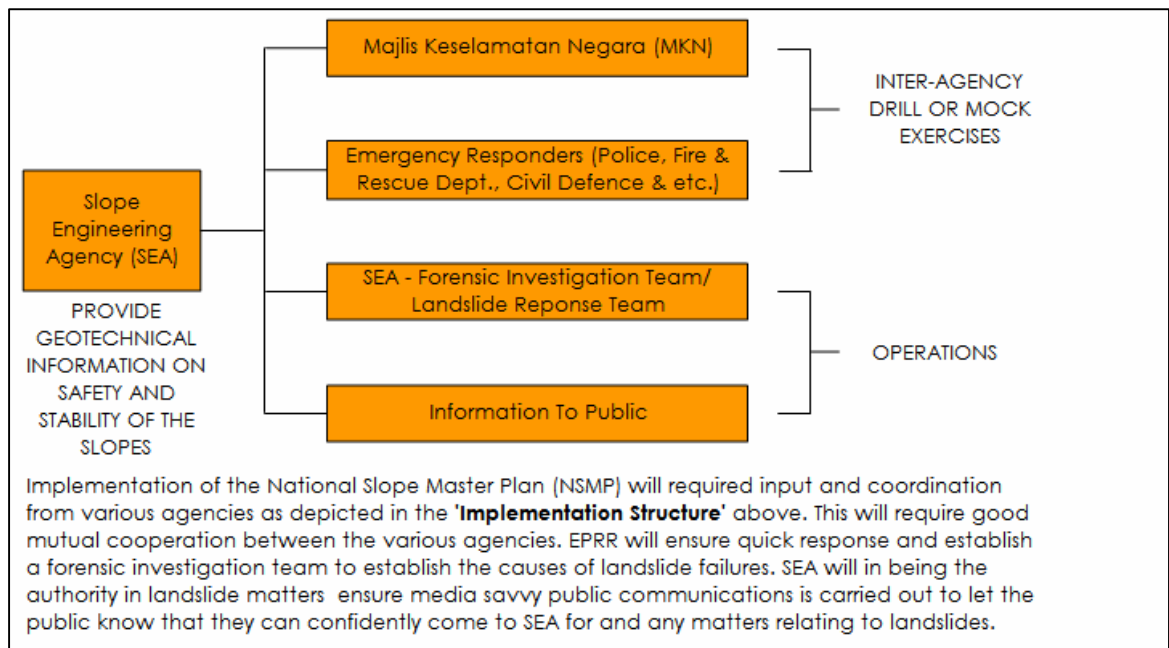 Majlis Keselamatan Negara (MKN)
INTER-AGENCY
DRILL OR MOCK
EXERCISES
Emergency Responders (Police, Fire &
Rescue Dept., Civil Defence & etc.)
Slope
Engineering
Agency (SEA)
PROVIDE
GEOTECHNICAL
INFORMATION ON
SAFETY AND
STABILITY OF THE
SLOPES
SEA - Forensic Investigation Team/
Landslide Reponse Team
OPERATIONS
Information To Public
Implementation of the National Slope Master Plan (NSMP) will required input and coordination
from various agencies as depicted in the 'Implementation Structure' above. This will require good
mutual cooperation between the various agencies. EPRR will ensure quick response and establish
a forensic investigation team to establish the causes of landslide failures. SEA will in being the
authority in landslide matters  ensure media savvy public communications is carried out to let the
public know that they can confidently come to SEA for and any matters relating to landslides.